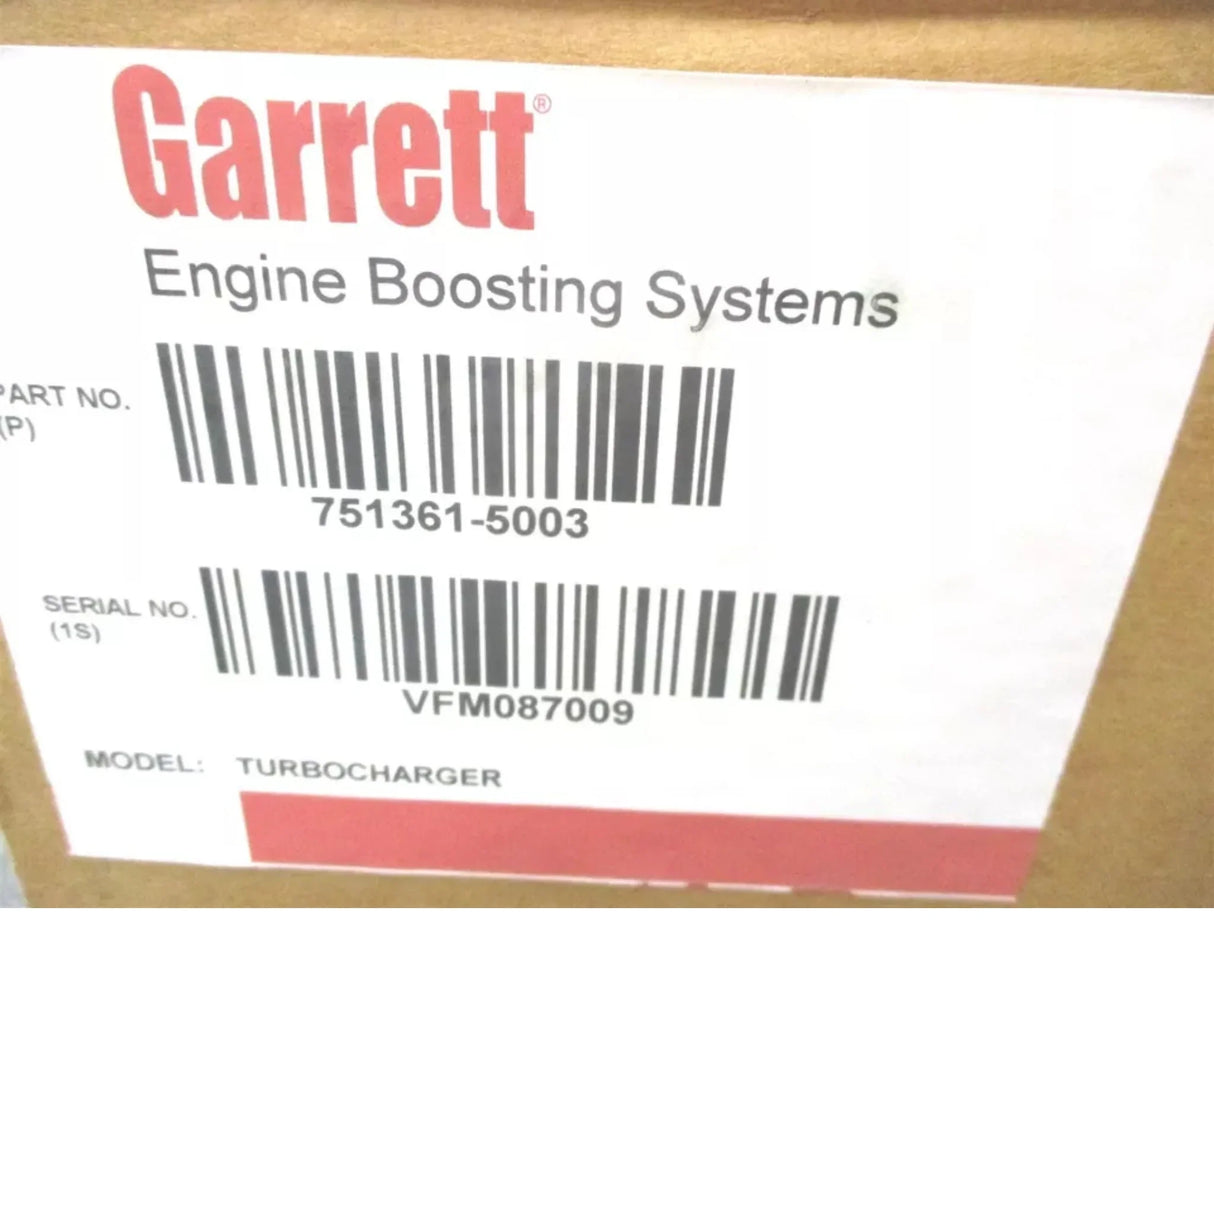 Garrett®
Engine Boosting Systems
PART NO.
(P)
751361-5003
SERIAL NO.
(1S)
VFM087009
MODEL: TURBOCHARGER